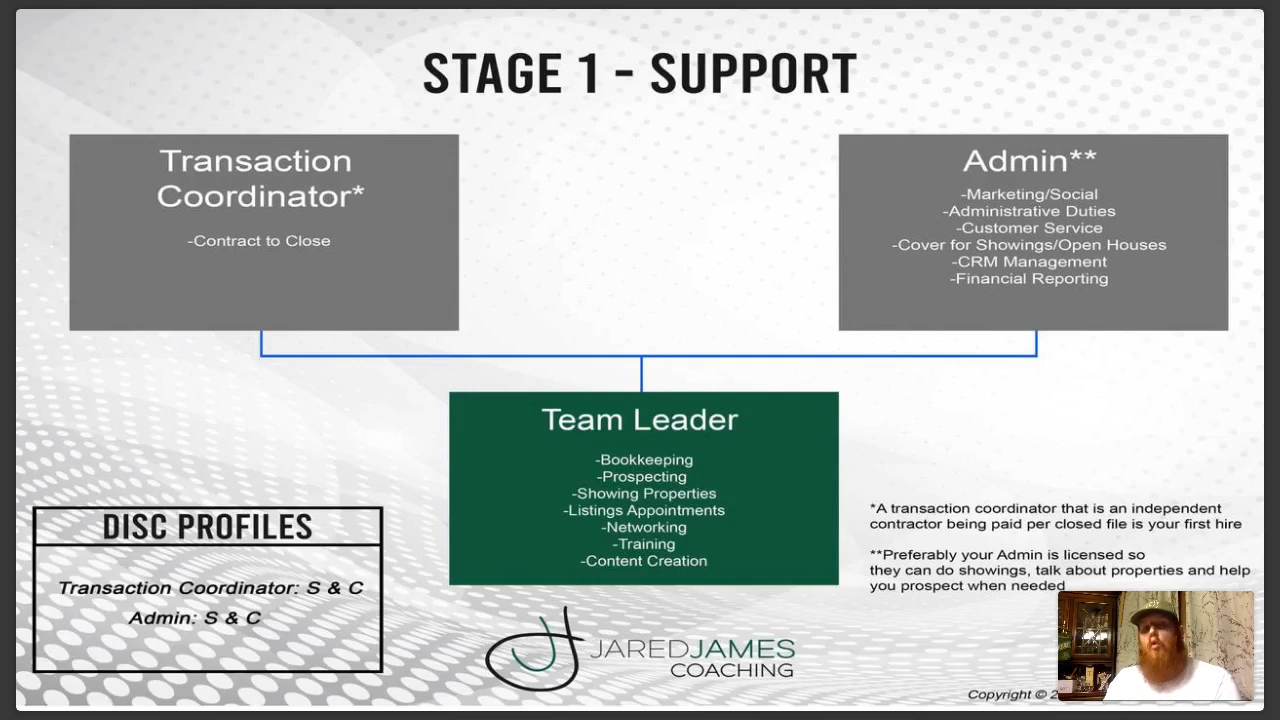 STAGE 1 - SUPPORT
Transaction
Coordinator*
-Contract to Close
Admin**
-Marketing/Social
-Administrative Duties
-Customer Service
-Cover for Showings/Open Houses
-CRM Management
-Financial Reporting
Team Leader
-Bookkeeping
-Prospecting
-Showing Properties
-Listings Appointments
-Networking
-Training
-Content Creation
DISC PROFILES
Transaction Coordinator: S & C
Admin: S & C
*A transaction coordinator that is an independent
contractor being paid per closed file is your first hire
**Preferably your Admin is licensed so
they can do showings, talk about properties and help
you prospect when needed
JAREDJAMES
COACHING
Copyright ©